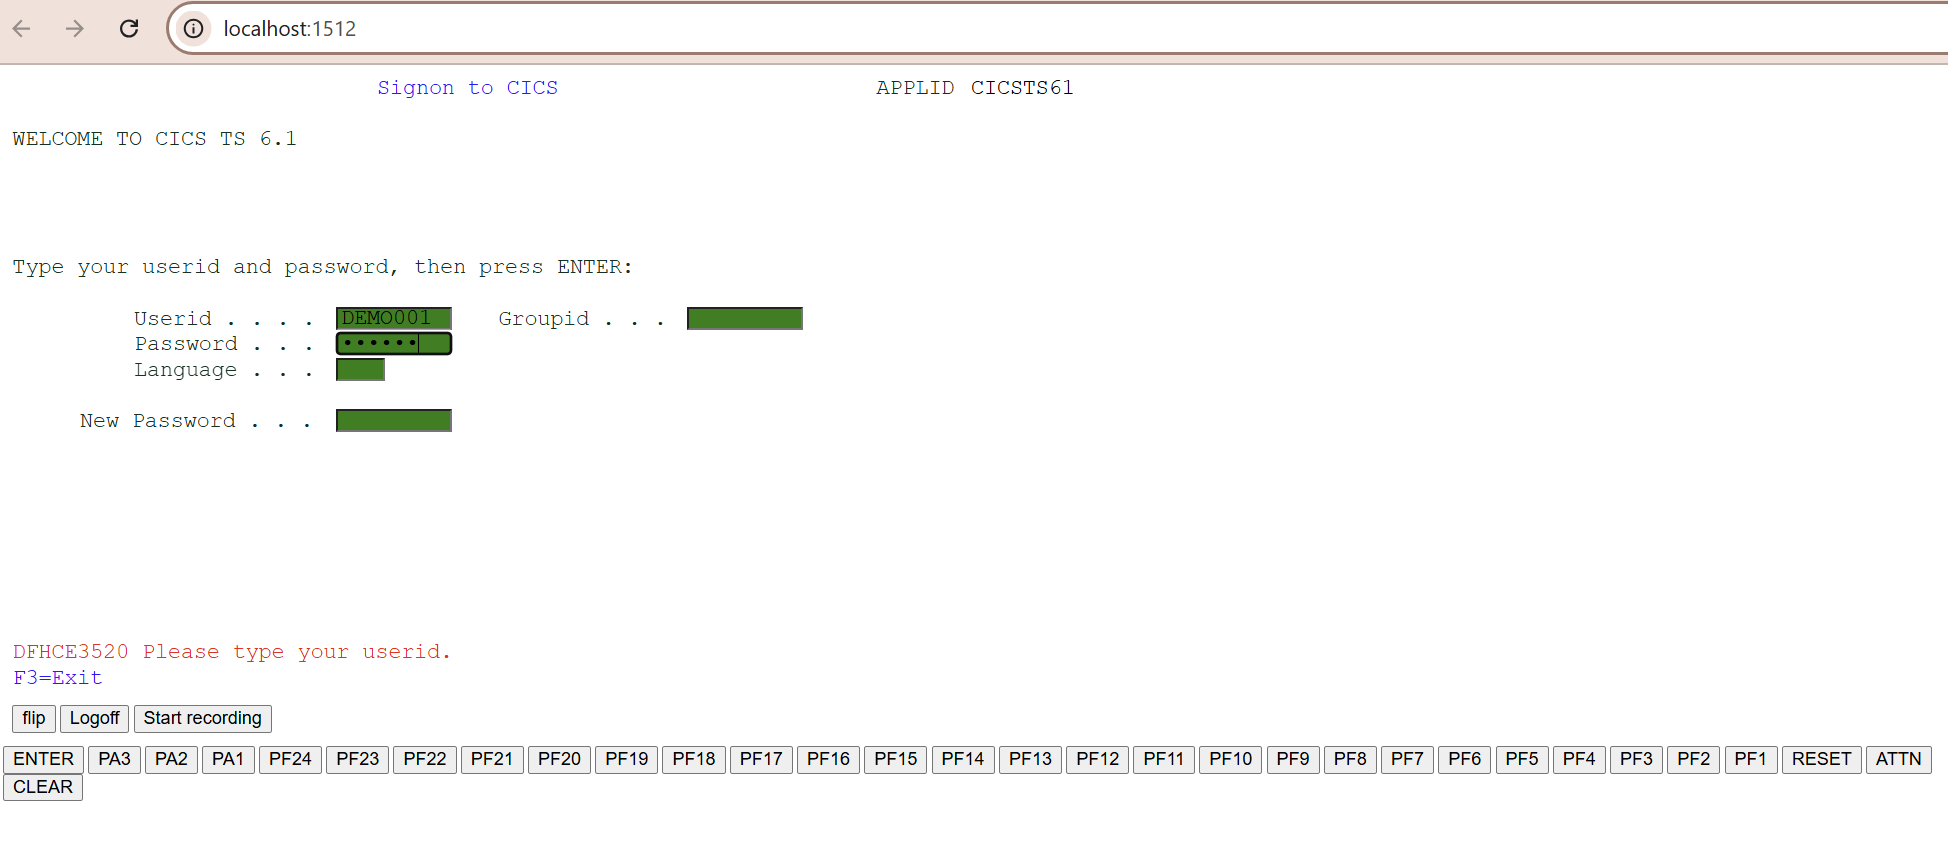 localhost:1512
Signon to CICS APPLID CICSTS61
WELCOME TO CICS TS 6.1
Type your userid and password, then press ENTER:
Userid . . . . DEMO001 Groupid . . .
Password . . . ••••••
Language . . .
New Password . . .
DFHCE3520 Please type your userid.
F3=Exit
flip Logoff Start recording
ENTER PA3 PA2 PA1 PF24 PF23 PF22 PF21 PF20 PF19 PF18 PF17 PF16 PF15 PF14 PF13 PF12 PF11 PF10 PF9 PF8 PF7 PF6 PF5 PF4 PF3 PF2 PF1 RESET ATTN
CLEAR